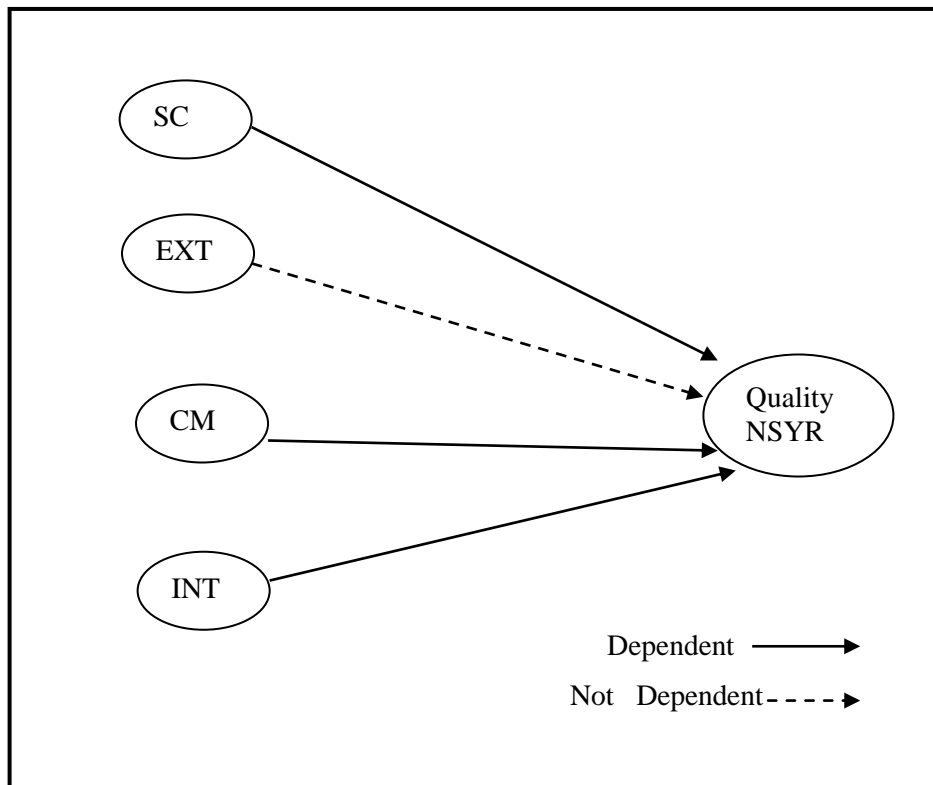 SC
EXT
CM
INT
Quality
NSYR
Dependent
Not Dependent